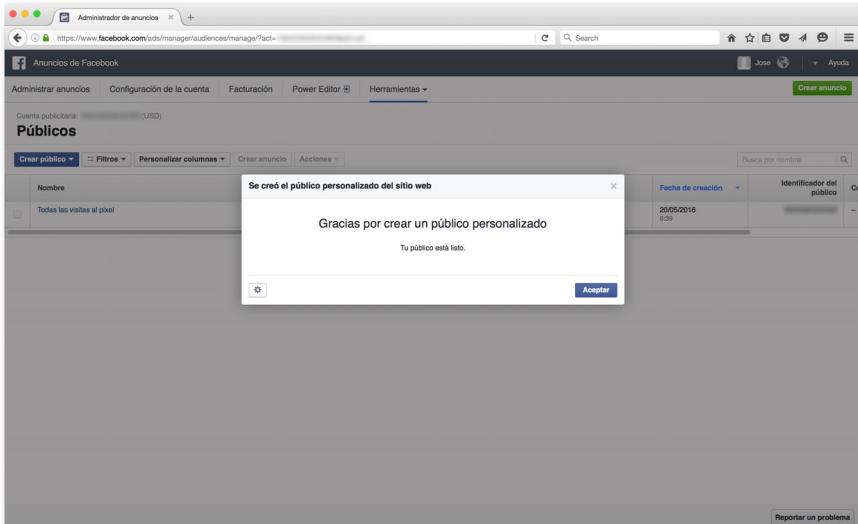 Administrador de anuncios
https://www.facebook.com/ads/manager/audiences/manage/?act=
Search
Anuncios de Facebook
Jose
Ayuda
Administrar anuncios Configuración de la cuenta Facturación Power Editor Herramientas
Crear anuncio
Cuenta publicitaria: (USD)
Públicos
Crear público Filtros Personalizar columnas Crear anuncio Acciones
Busca por nombre
Nombre
Fecha de creación
Identificador del
público
Todas las visitas al pixel
20/05/2016
6:39
Se creó el público personalizado del sitio web
Gracias por crear un público personalizado
Tu público está listo.
Aceptar
Reportar un problema